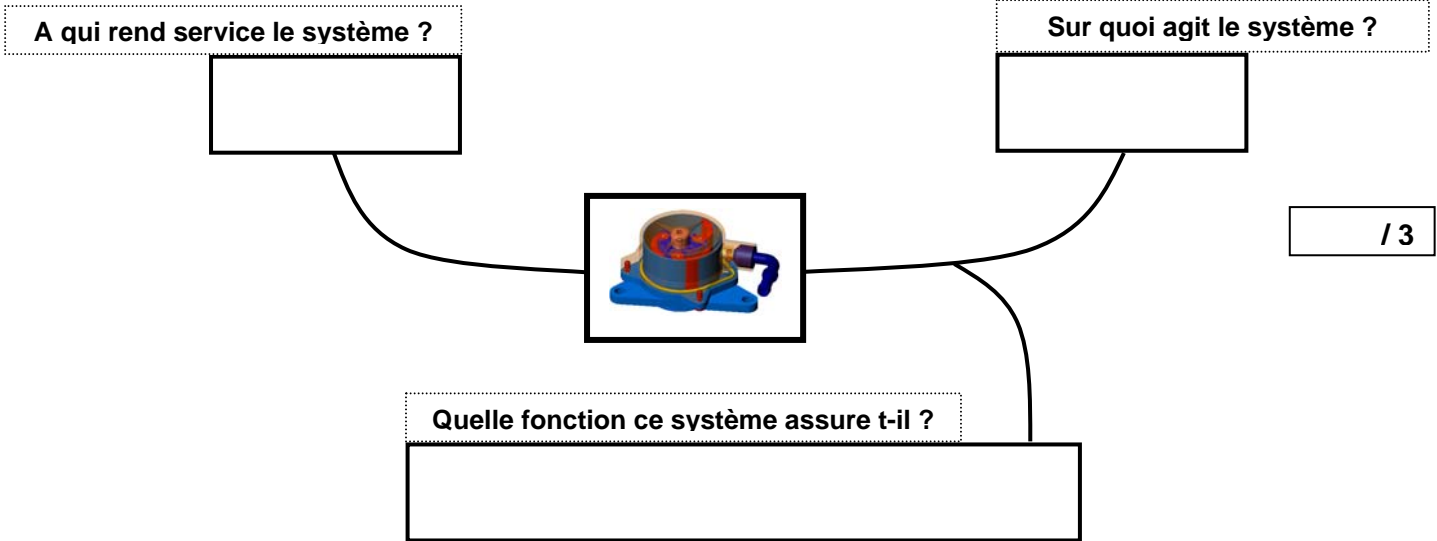 A qui rend service le système ?
Sur quoi agit le système ?
/ 3
Quelle fonction ce système assure t-il ?